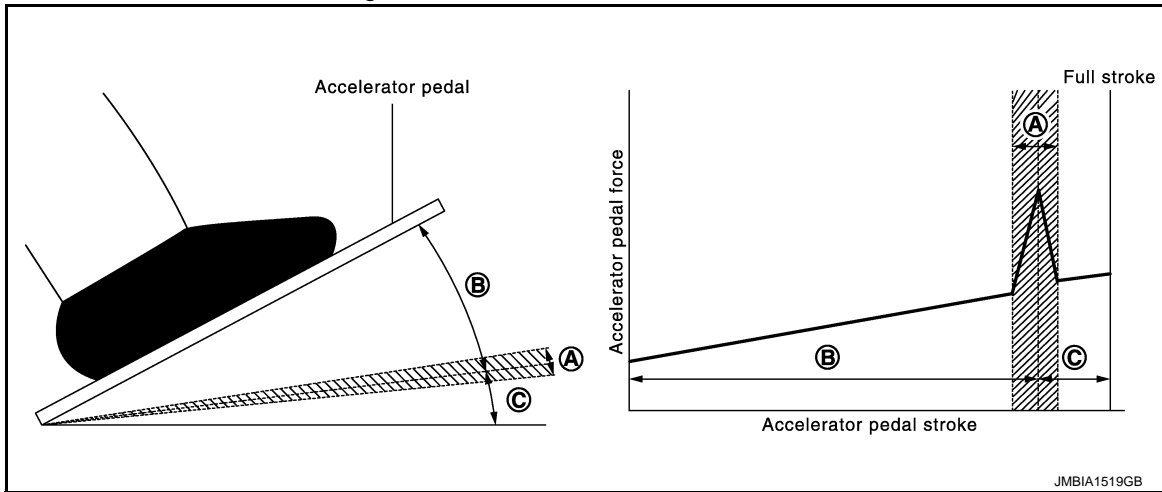 Accelerator pedal
B
A
C
Full stroke
A
Accelerator pedal force
B
C
Accelerator pedal stroke
JMBIA1519GB